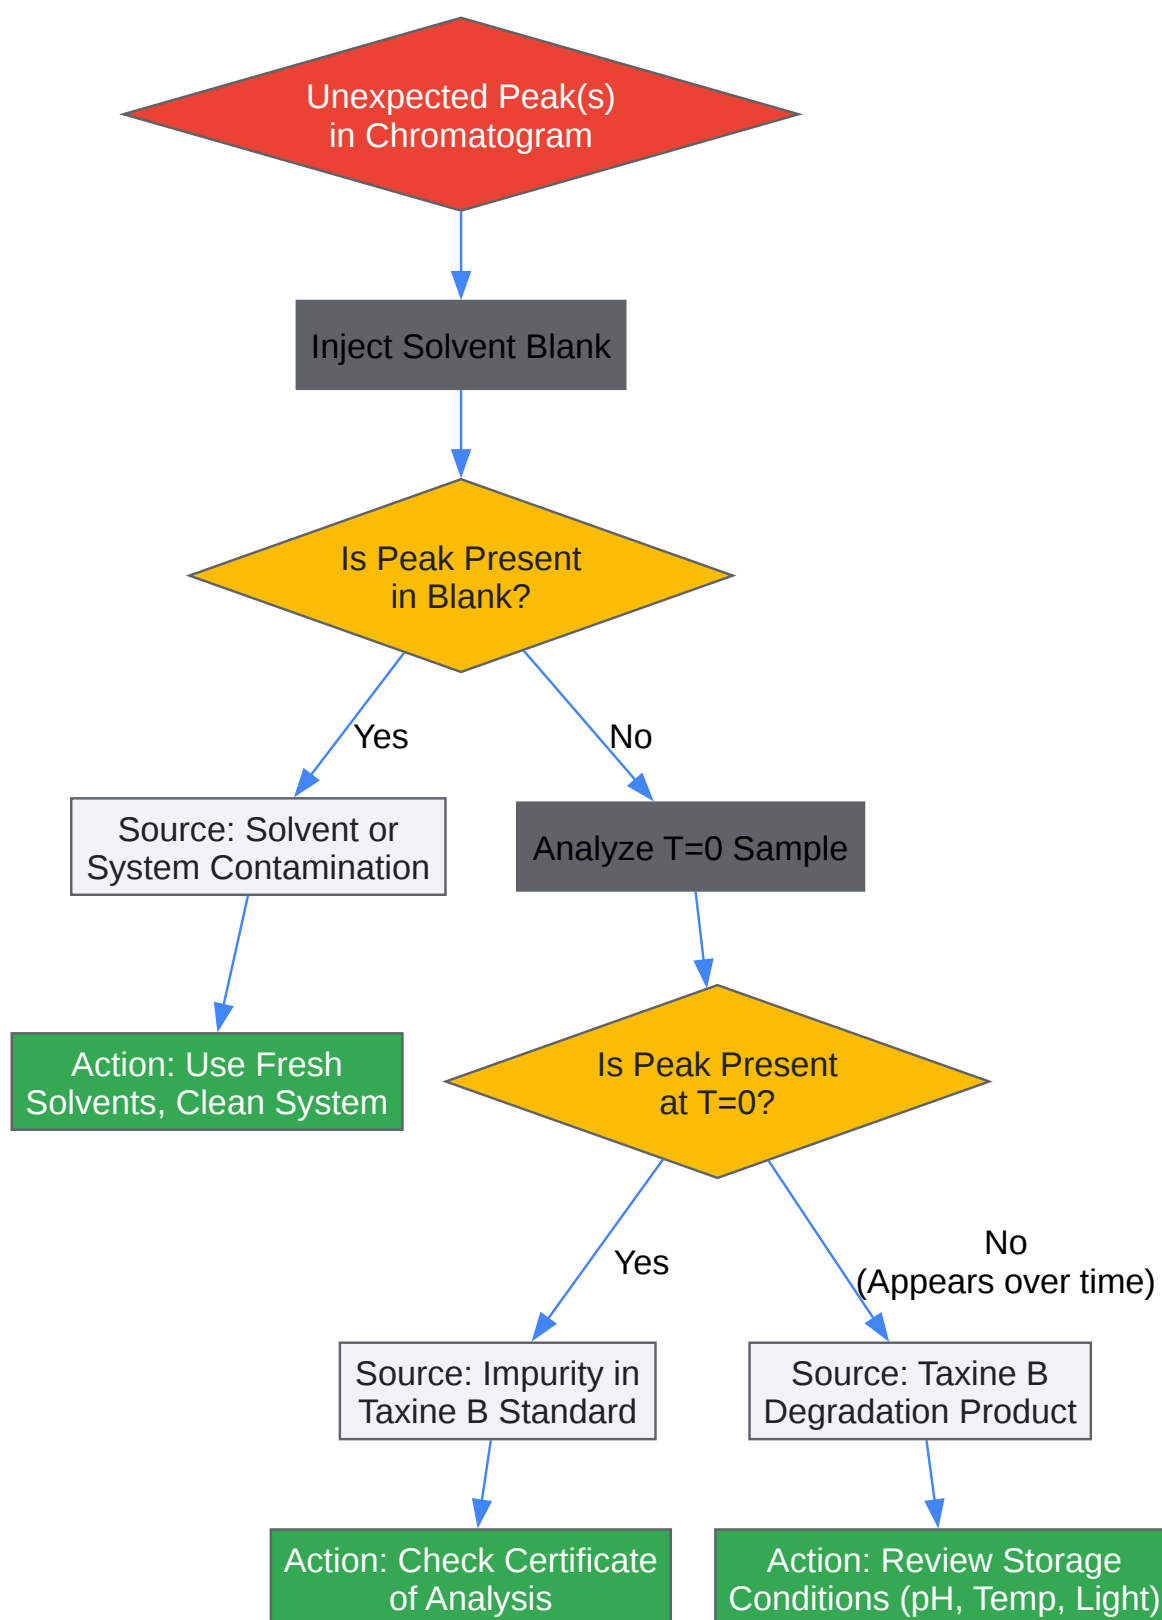 Unexpected Peak(s)
in Chromatogram
Inject Solvent Blank
Is Peak Present
in Blank?
Yes
No
Source: Solvent or
System Contamination
Analyze T=0 Sample
Action: Use Fresh
Solvents, Clean System
Is Peak Present
at T=0?
Yes
No
(Appears over time)
Source: Impurity in
Taxine B Standard
Source: Taxine B
Degradation Product
Action: Check Certificate
of Analysis
Action: Review Storage
Conditions (pH, Temp, Light)